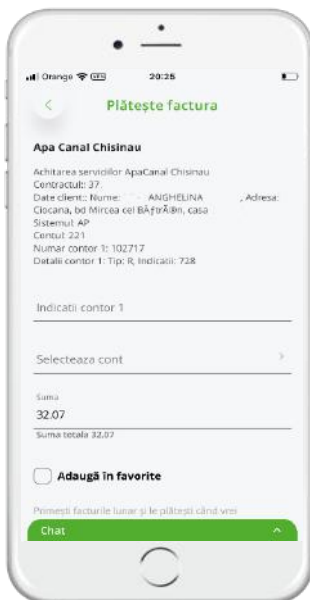 Orange VPN 20:25
Plătește factura
Apa Canal Chisinau
Achitarea serviciilor ApaCanal Chisinau
Contractul:: 37.
Date client:: Nume: - ANGHELINA , Adresa:
Ciocana, bd Mircea cel casa
Sistemul: AP
Contul: 221
Numar contor 1: 102717
Detalii contor 1: Tip: R, Indicatii: 728
Indicatii contor 1
Selecteaza cont
Suma
32.07
Suma totala 32.07
Adaugă în favorite
Primești facturile lunar și le plătești când vrei
Chat